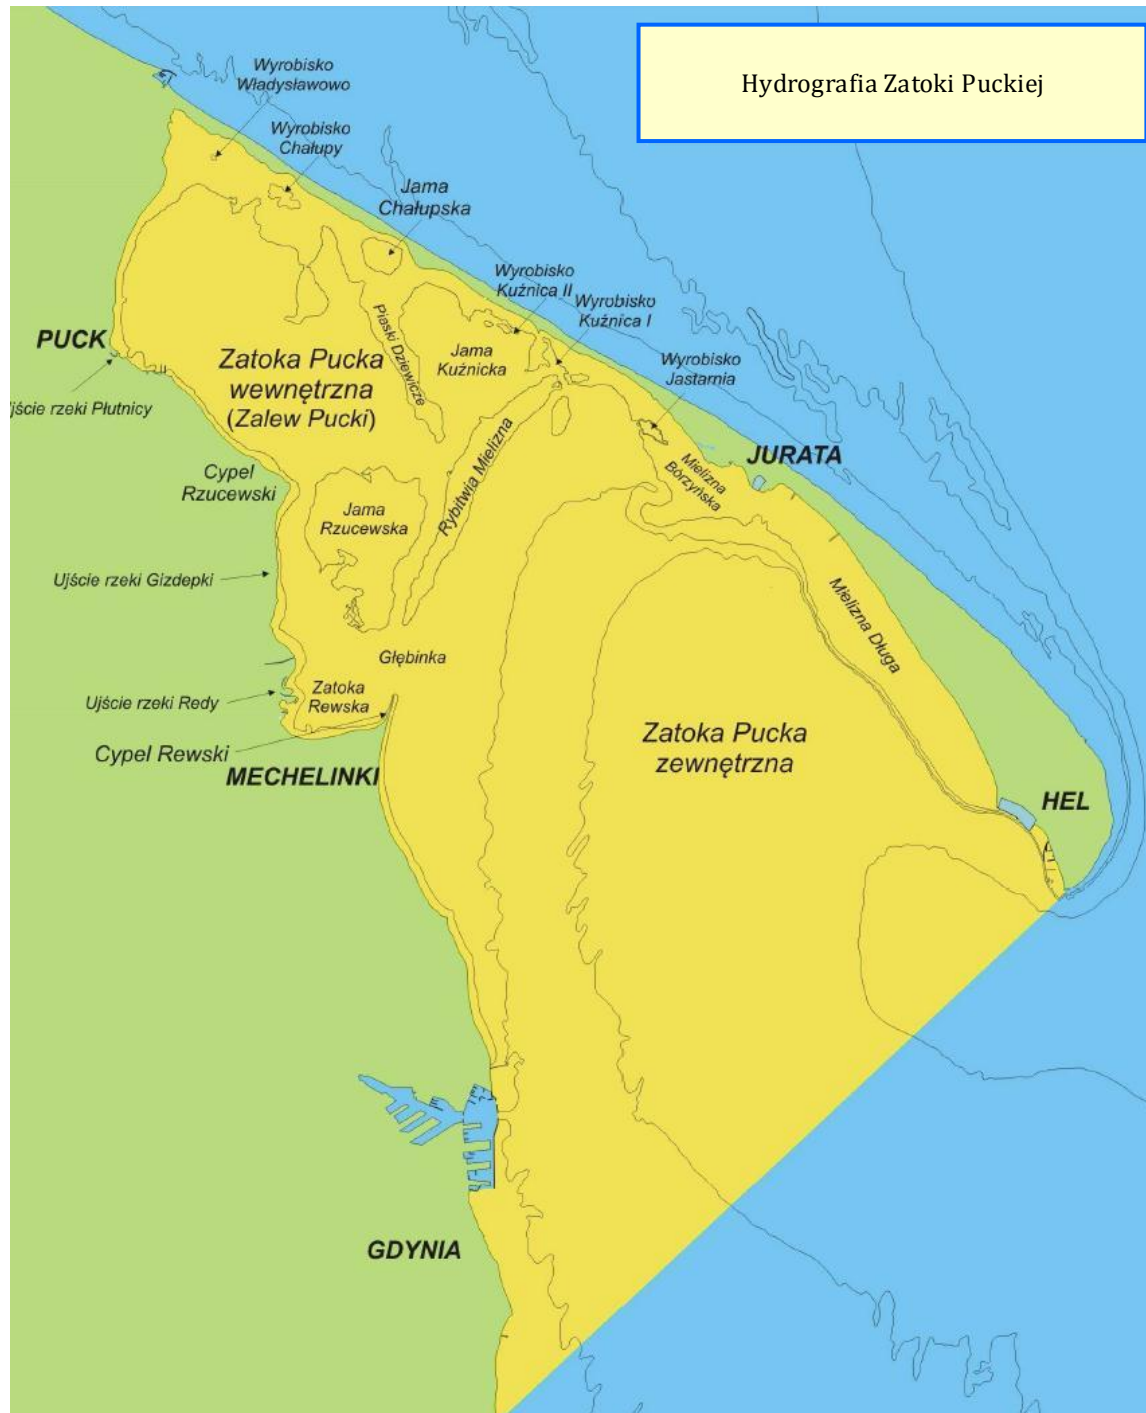 Hydrografia Zatoki Puckiej
Wyrobisko
Władysławowo
Wyrobisko
Chałupy
Jama
Chałupska
Wyrobisko
Kuźnica II
Wyrobisko
Kuźnica I
Piaski Dziewicze
Jama
Kuźnicka
Wyrobisko
Jastarnia
PUCK
Zatoka Pucka
wewnętrzna
(Zalew Pucki)
jście rzeki Płutnicy
Rybitwia Mielizna
JURATA
Mielizna
Bórzyńska
Cypel
Rzucewski
Jama
Rzucewska
Ujście rzeki Gizdepki
Mielizna Długa
Głębinka
Zatoka
Rewska
Ujście rzeki Redy
Cypel Rewski
MECHELINKI
Zatoka Pucka
zewnętrzna
HEL
GDYNIA